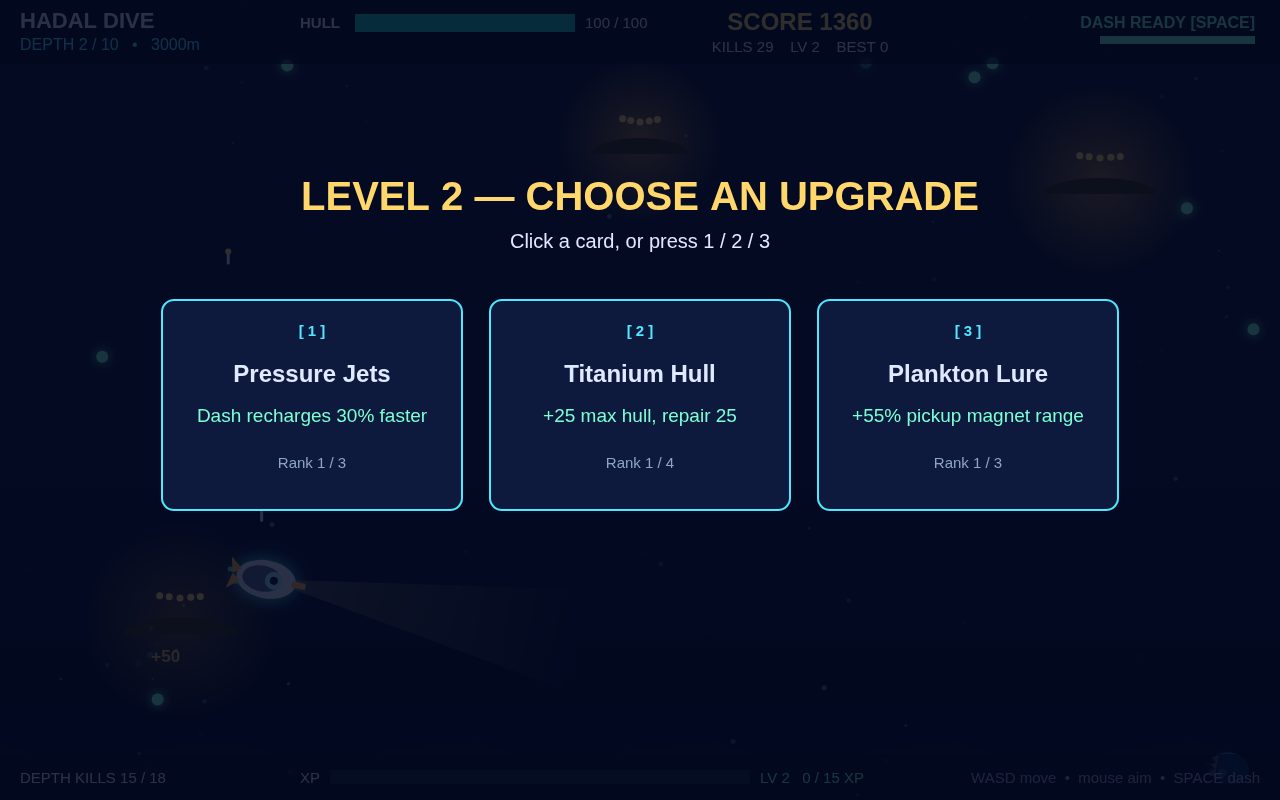 HADAL DIVE
DEPTH 2 / 10 • 3000m
HULL 100 / 100
SCORE 1360
KILLS 29 LV 2 BEST 0
DASH READY [SPACE]
LEVEL 2 — CHOOSE AN UPGRADE
Click a card, or press 1 / 2 / 3
[ 1 ]
Pressure Jets
Dash recharges 30% faster
Rank 1 / 3
[ 2 ]
Titanium Hull
+25 max hull, repair 25
Rank 1 / 4
[ 3 ]
Plankton Lure
+55% pickup magnet range
Rank 1 / 3
+50
DEPTH KILLS 15 / 18
XP LV 2 0 / 15 XP
WASD move • mouse aim • SPACE dash